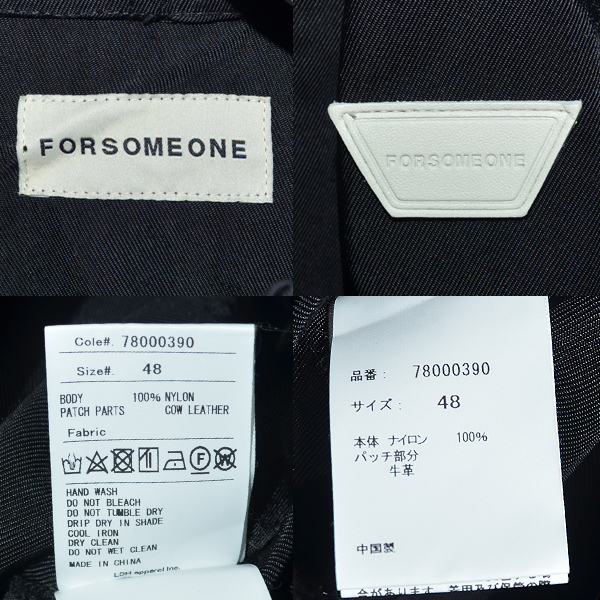 FORSOMEONE
FORSOMEONE
Cole#. 78000390
Size#. 48
BODY 100% NYLON
PATCH PARTS COW LEATHER
Fabric
HAND WASH
DO NOT BLEACH
DO NOT TUMBLE DRY
DRIP DRY IN SHADE
COOL IRON
DRY CLEAN
DO NOT WET CLEAN
MADE IN CHINA
LDH apparel Inc.
品番: 78000390
サイズ: 48
本体 ナイロン 100%
パッチ部分
牛革
中国製